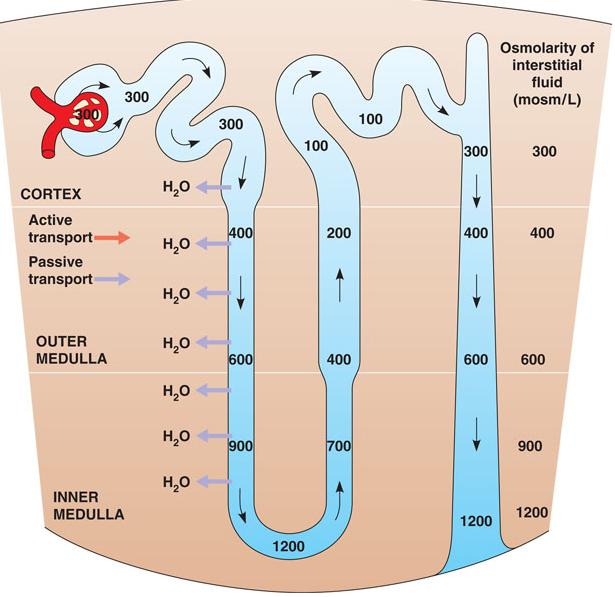 Osmolarity of
interstitial
fluid
(mosm/L)
300
300
300
100
100
300
300
H₂O
CORTEX
Active
transport
Passive
transport
H₂O
400
200
400
400
H₂O
H₂O
OUTER
MEDULLA
600
400
600
600
H₂O
H₂O
900
700
900
H₂O
INNER
MEDULLA
1200
1200
1200